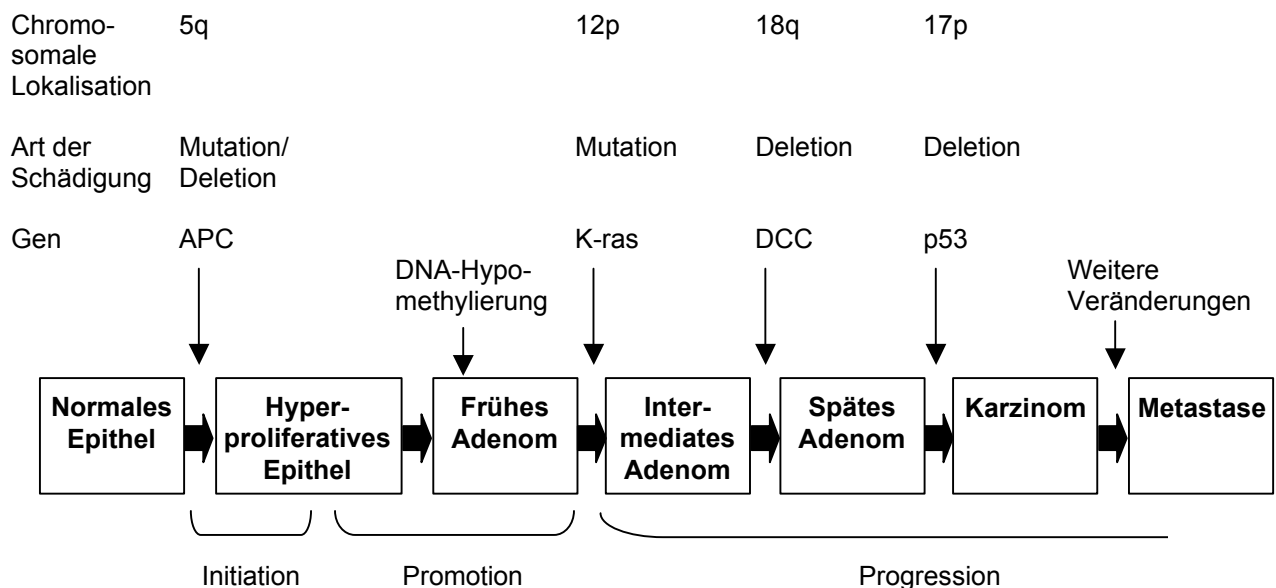 Chromo-
somale
Lokalisation
5q
12p
18q
17p
Art der
Schädigung
Mutation/
Deletion
Mutation
Deletion
Deletion
Gen
APC
K-ras
DCC
p53
DNA-Hypo-
methylierung
Weitere
Veränderungen
Normales
Epithel
Hyper-
proliferatives
Epithel
Frühes
Adenom
Inter-
mediates
Adenom
Spätes
Adenom
Karzinom
Metastase
Initiation
Promotion
Progression